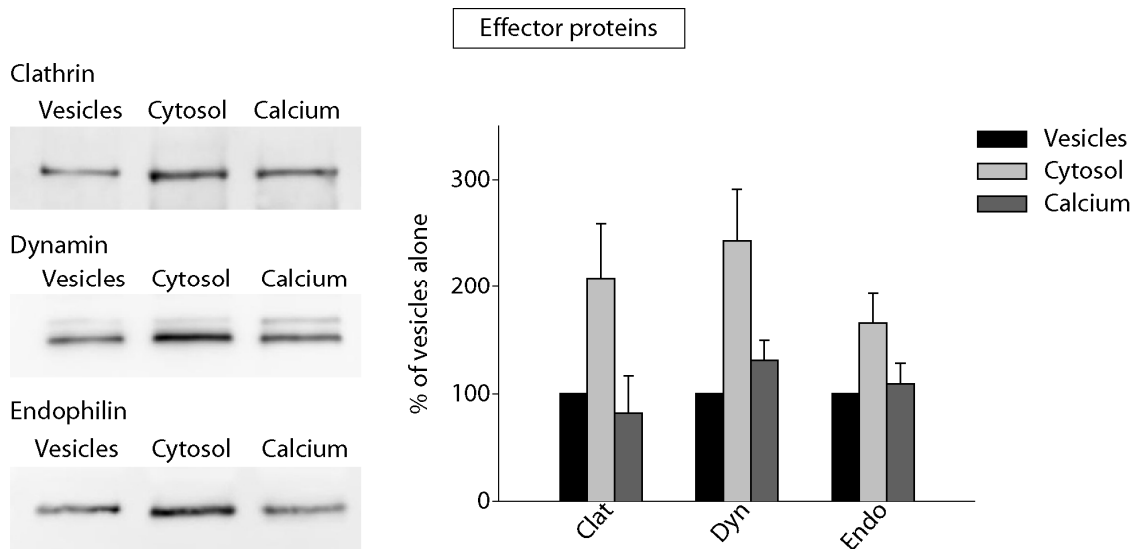 Effector proteins
Clathrin
Vesicles Cytosol Calcium
Dynamin
Vesicles Cytosol Calcium
Endophilin
Vesicles Cytosol Calcium
% of vesicles alone
300
200
100
0
Clat Dyn Endo
Vesicles
Cytosol
Calcium